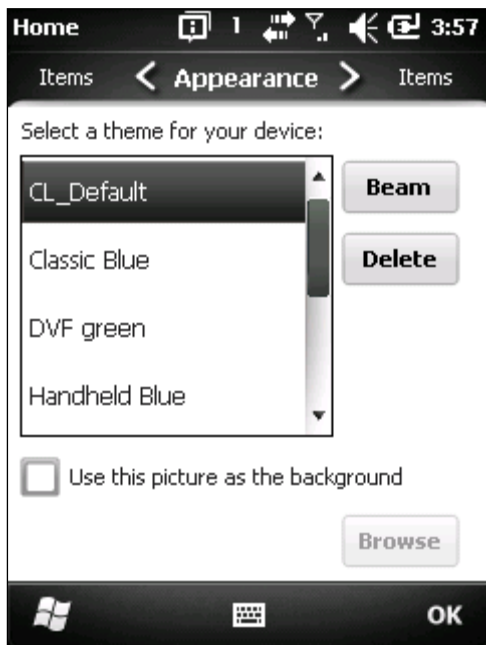 Home 1 3:57
Items < Appearance > Items
Select a theme for your device:
CL_Default
Beam
Classic Blue
Delete
DVF green
Handheld Blue
Use this picture as the background
Browse
OK